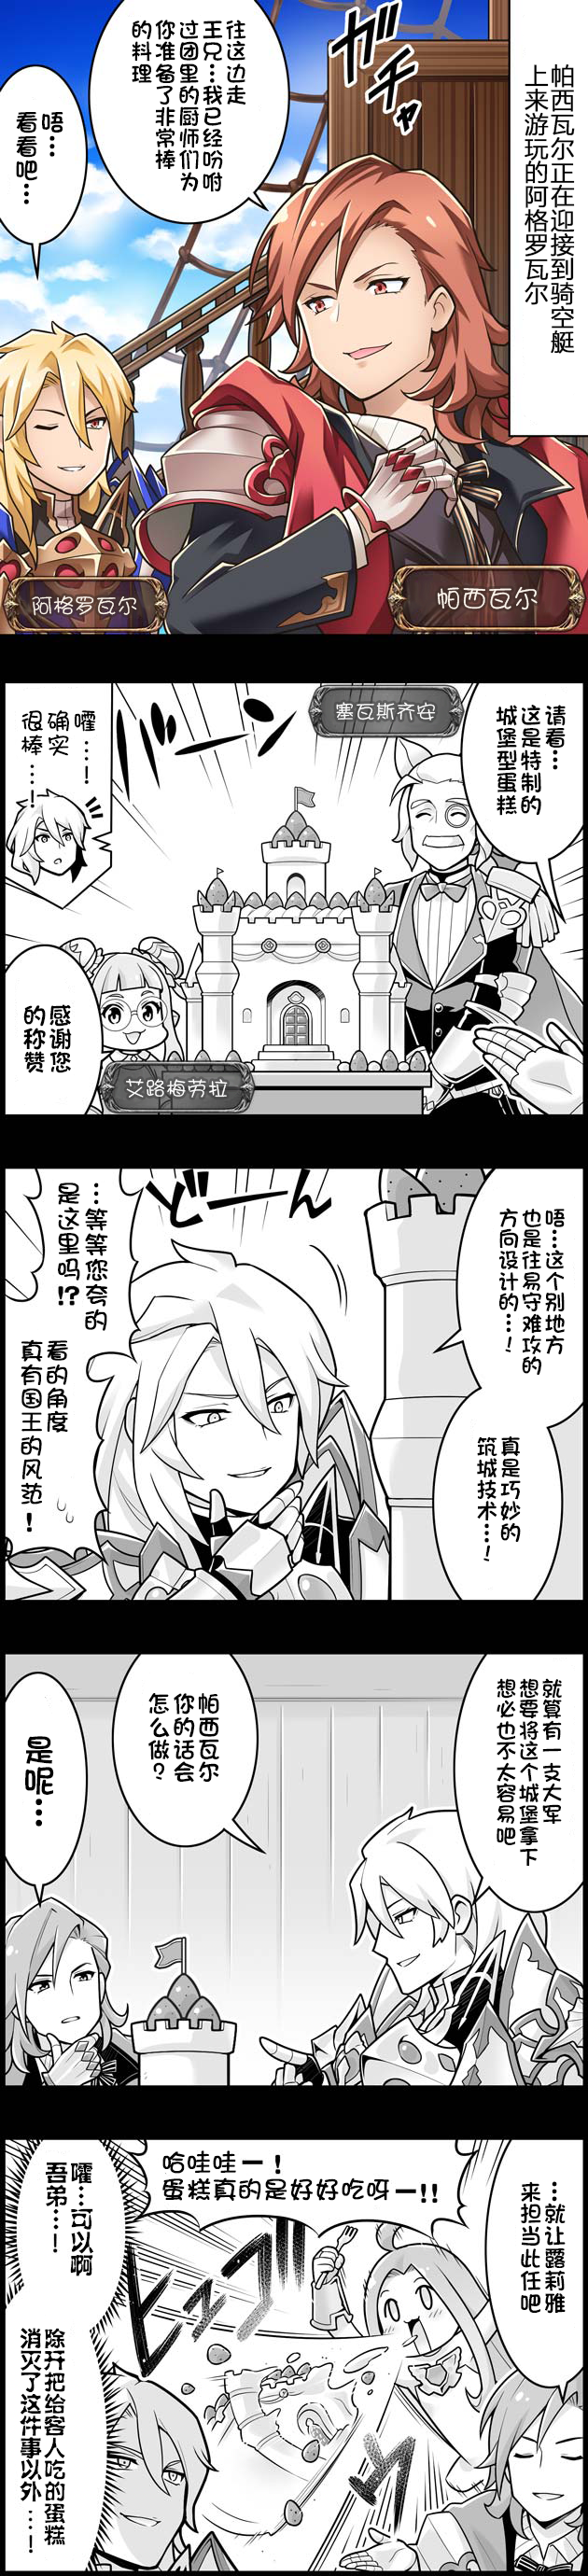 帕西瓦尔正在迎接到骑空艇
上来游玩的阿格罗瓦尔
ガチャ
往这边走
王兄…我已经吩咐
过团里的厨师们为
你准备了非常棒
的料理
唔…
看看吧…
帕西瓦尔
阿格罗瓦尔
请看…
这是特制的
城堡型蛋糕
塞瓦斯齐安
バーン
嚯…!
确实
很棒…!
感谢您
的称赞
艾路梅劳拉
唔…这个别地方
也是往易守难攻的
方向设计的…!
真是巧妙的
筑城技术…!
どーん
…等等您夸的
是这里吗!?
看的角度
真有国王的风范!
就算有一支大军
想要将这个城堡拿下
想必也不太容易吧
帕西瓦尔
你的话会
怎么做?
是呢…
…就让露莉雅
来担当此任吧
哈哇哇ー!
蛋糕真的是好好吃呀ー!!
嚯…可以啊
吾弟…!
除开把给客人吃的蛋糕
消灭了这件事以外…!